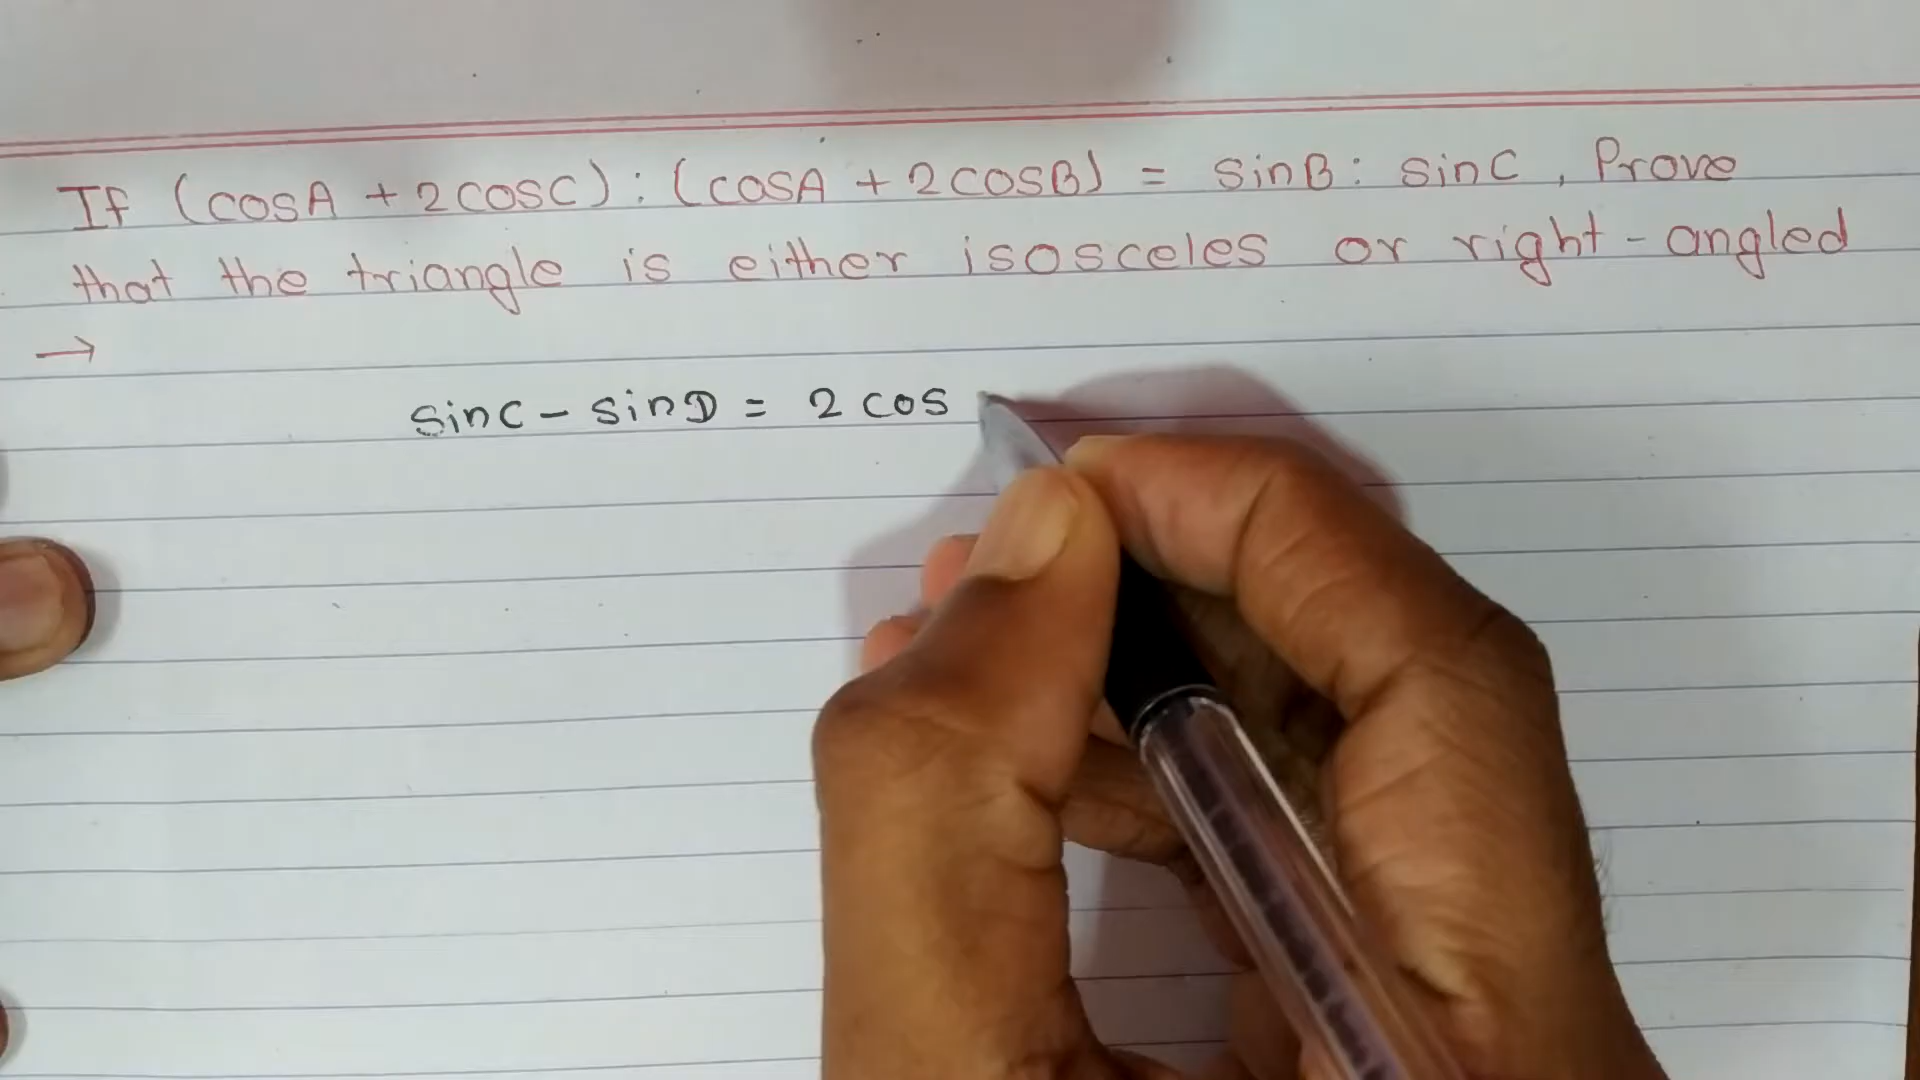 If (cosA + 2cosC) : (cosA + 2cosB) = sinB : sinC , Prove
that the triangle is either isosceles or right-angled
→
sinC - sinD = 2 cos